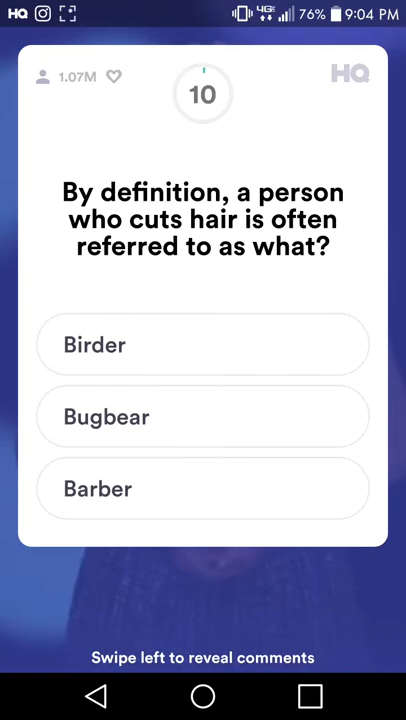 HQ 4GE 76% 9:04 PM
1.07M 10 HQ
By definition, a person
who cuts hair is often
referred to as what?
Birder
Bugbear
Barber
Swipe left to reveal comments